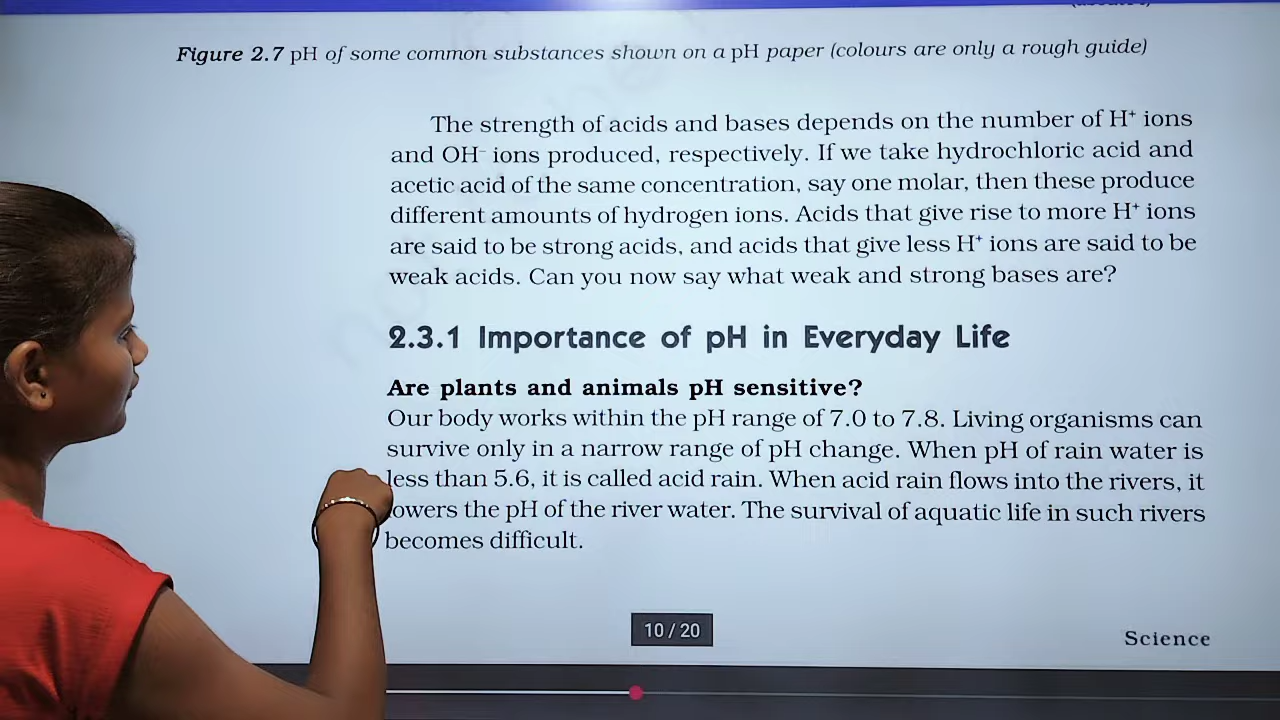 Figure 2.7 pH of some common substances shown on a pH paper (colours are only a rough guide)
The strength of acids and bases depends on the number of H⁺ ions
and OH⁻ ions produced, respectively. If we take hydrochloric acid and
acetic acid of the same concentration, say one molar, then these produce
different amounts of hydrogen ions. Acids that give rise to more H⁺ ions
are said to be strong acids, and acids that give less H⁺ ions are said to be
weak acids. Can you now say what weak and strong bases are?
2.3.1 Importance of pH in Everyday Life
Are plants and animals pH sensitive?
Our body works within the pH range of 7.0 to 7.8. Living organisms can
survive only in a narrow range of pH change. When pH of rain water is
less than 5.6, it is called acid rain. When acid rain flows into the rivers, it
owers the pH of the river water. The survival of aquatic life in such rivers
becomes difficult.
10 / 20
Science